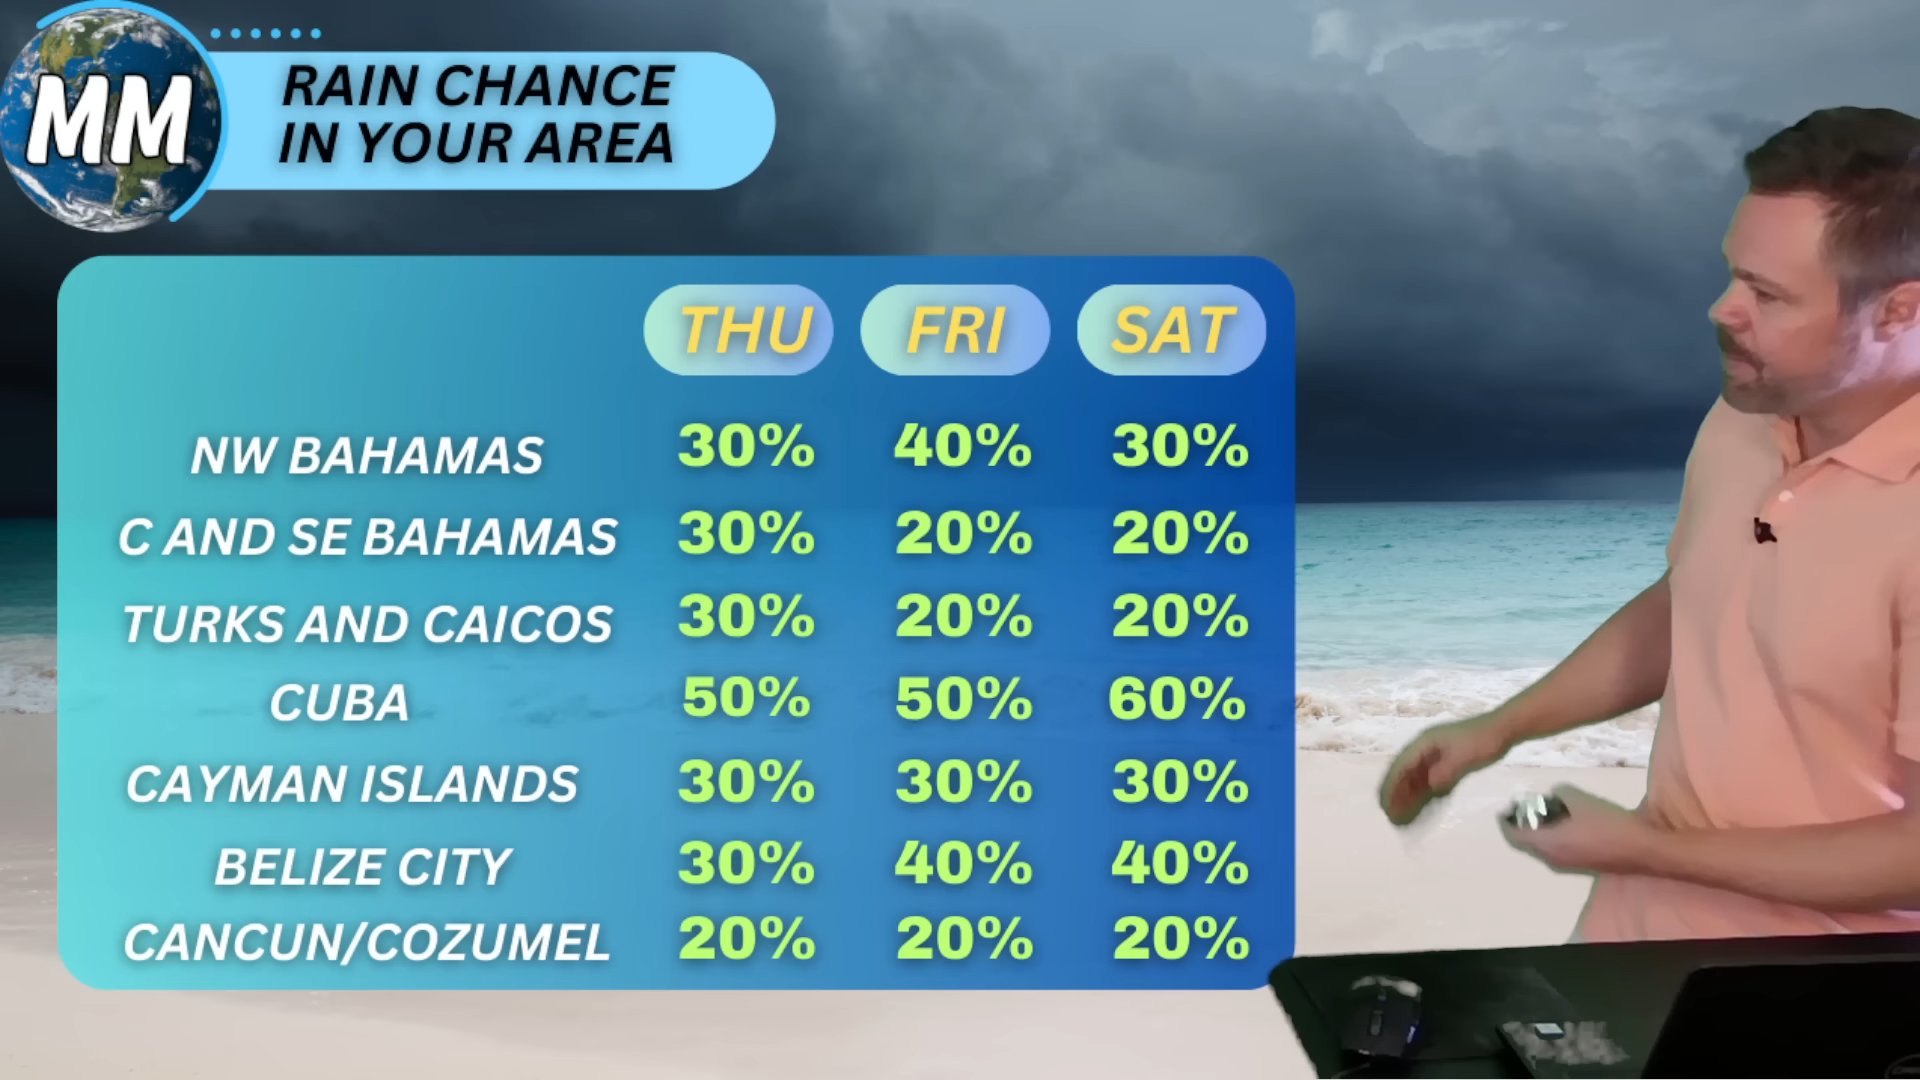 MM
RAIN CHANCE
IN YOUR AREA
THU FRI SAT
NW BAHAMAS 30% 40% 30%
C AND SE BAHAMAS 30% 20% 20%
TURKS AND CAICOS 30% 20% 20%
CUBA 50% 50% 60%
CAYMAN ISLANDS 30% 30% 30%
BELIZE CITY 30% 40% 40%
CANCUN/COZUMEL 20% 20% 20%